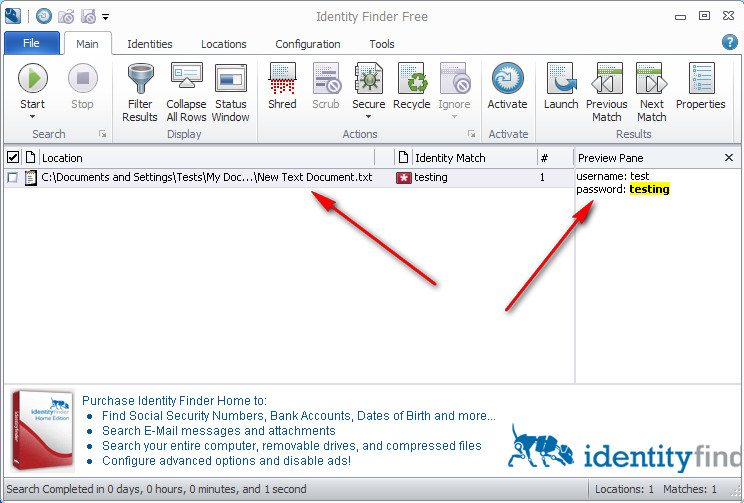 Identity Finder Free
File Main Identities Locations Configuration Tools
Start Stop Filter Results Collapse All Rows Status Window Shred Scrub Secure Recycle Ignore Activate Launch Previous Match Next Match Properties
Search Display Actions Activate Results
Location Identity Match # Preview Pane
C:\Documents and Settings\Tests\My Doc...\New Text Document.txt testing 1 username: test
password: testing
Purchase Identity Finder Home to:
Find Social Security Numbers, Bank Accounts, Dates of Birth and more...
Search E-Mail messages and attachments
Search your entire computer, removable drives, and compressed files
Configure advanced options and disable ads!
identityfinder
Home Edition
identityfind
Search Completed in 0 days, 0 hours, 0 minutes, and 1 second Locations: 1 Matches: 1